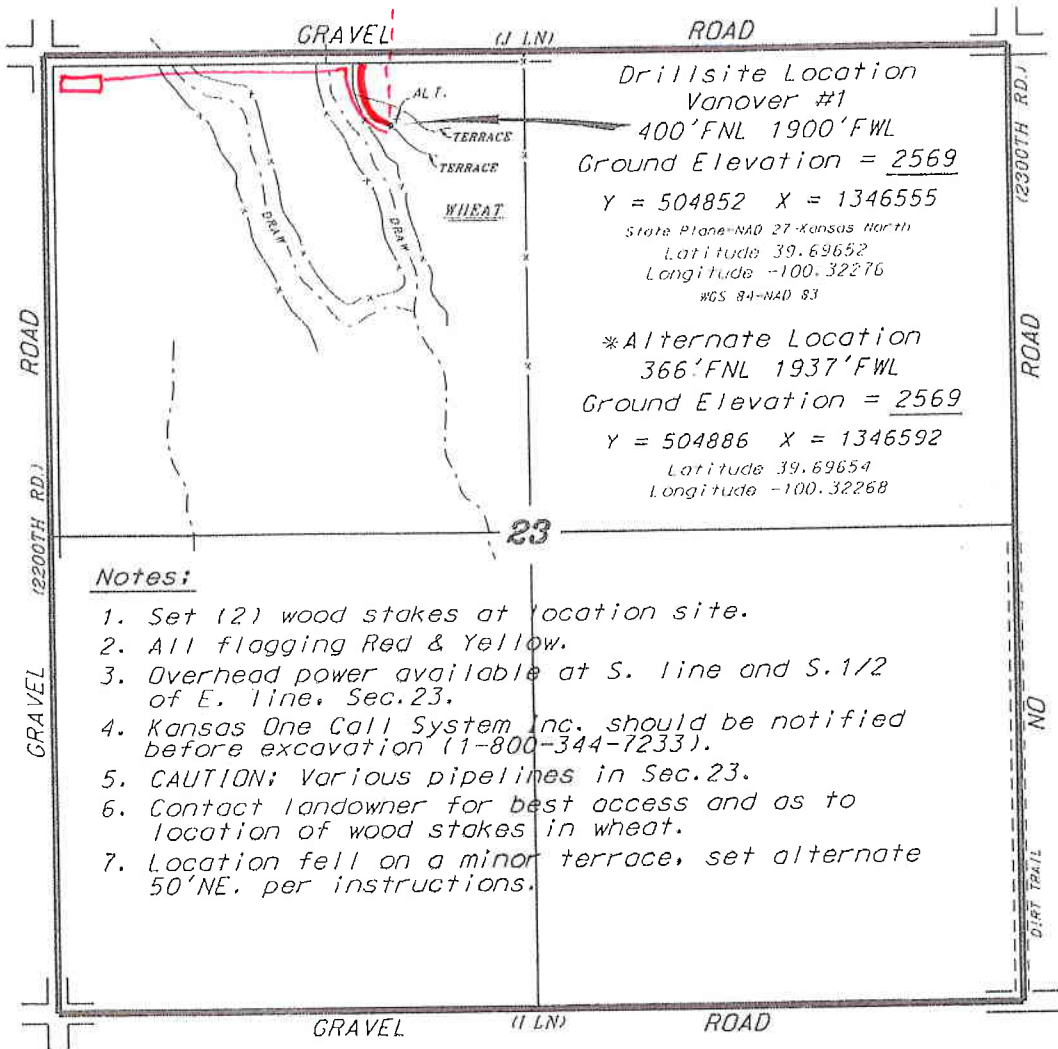 GRAVEL (J LN) ROAD
Drillsite Location
Vanover #1
400'FNL 1900'FWL
Ground Elevation = 2569
Y = 504852 X = 1346555
State Plane-NAD 27-Kansas North
Latitude 39.69652
Longitude -100.32276
WGS 84-NAD 83
*Alternate Location
366'FNL 1937'FWL
Ground Elevation = 2569
Y = 504886 X = 1346592
Latitude 39.69654
Longitude -100.32268
ALT.
TERRACE
TERRACE
WHEAT
DRAW
DRAW
GRAVEL (2200TH RD.) ROAD
(2300TH RD.)
ROAD
NO
DIRT TRAIL
23
Notes:
1. Set (2) wood stakes at location site.
2. All flagging Red & Yellow.
3. Overhead power available at S. line and S.1/2
of E. line, Sec.23.
4. Kansas One Call System Inc. should be notified
before excavation (1-800-344-7233).
5. CAUTION: Various pipelines in Sec.23.
6. Contact landowner for best access and as to
location of wood stakes in wheat.
7. Location fell on a minor terrace, set alternate
50'NE. per instructions.
GRAVEL (I LN) ROAD